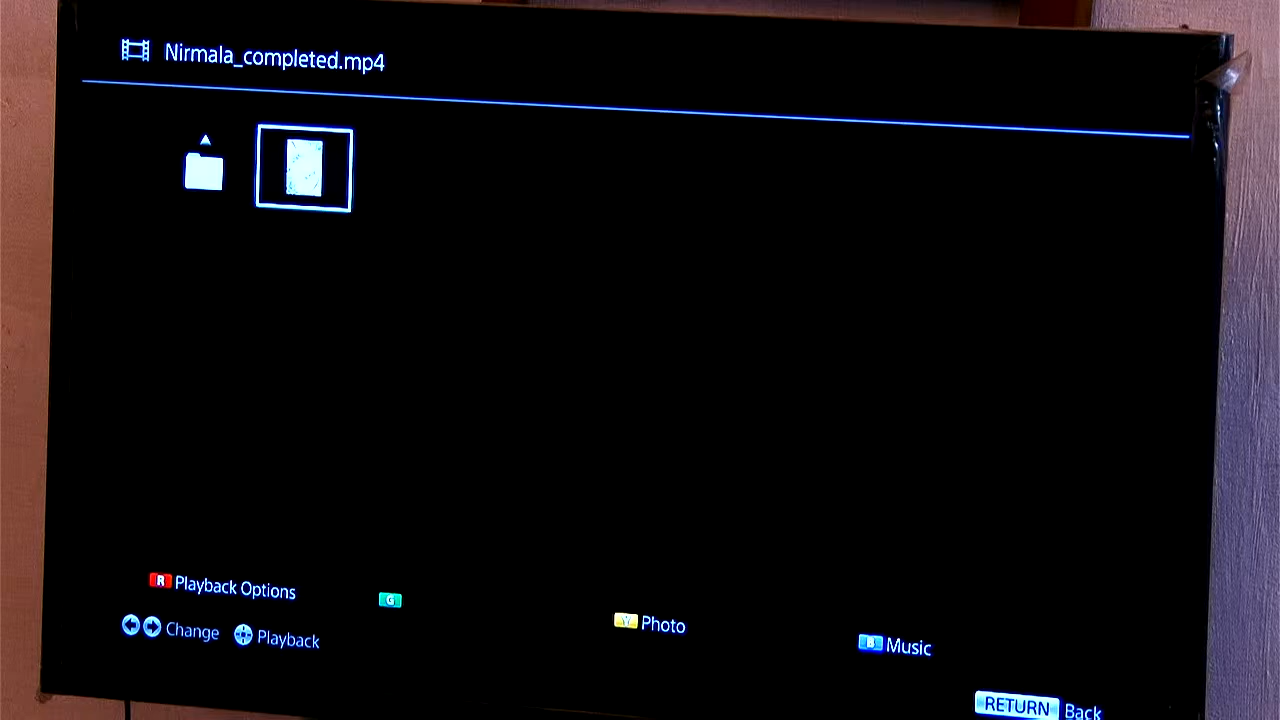 Nirmala_completed.mp4
R Playback Options
G
Y Photo
B Music
Change Playback
RETURN Back